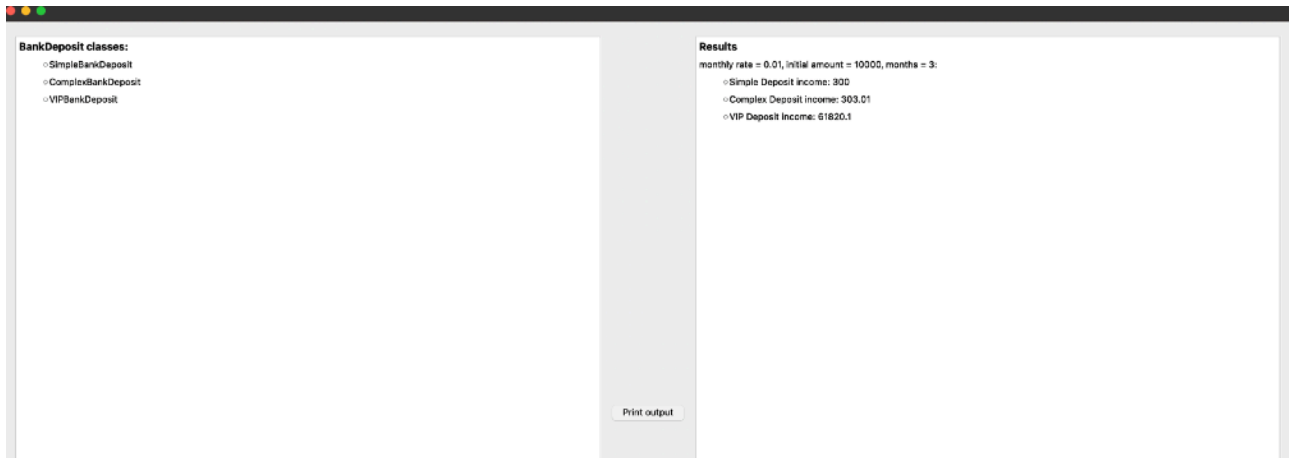 BankDeposit classes:
○SimpleBankDeposit
○ComplexBankDeposit
○VIPBankDeposit
Print output
Results
monthly rate = 0.01, initial amount = 10000, months = 3:
○Simple Deposit income: 300
○Complex Deposit income: 303.01
○VIP Deposit income: 61820.1